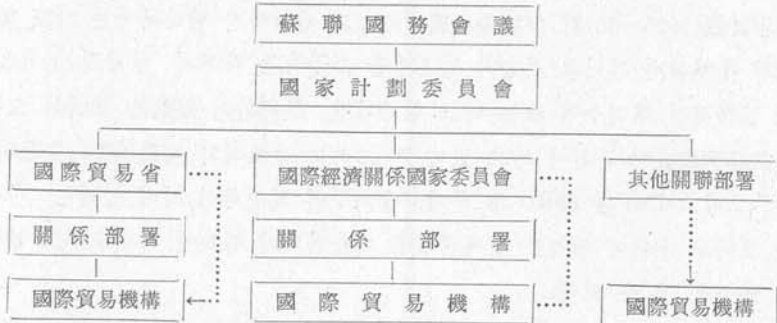 蘇聯國務會議
國家計劃委員會
國際貿易省 國際經濟關係國家委員會 其他關聯部署
關係部署 關係部署
國際貿易機構 國際貿易機構 國際貿易機構